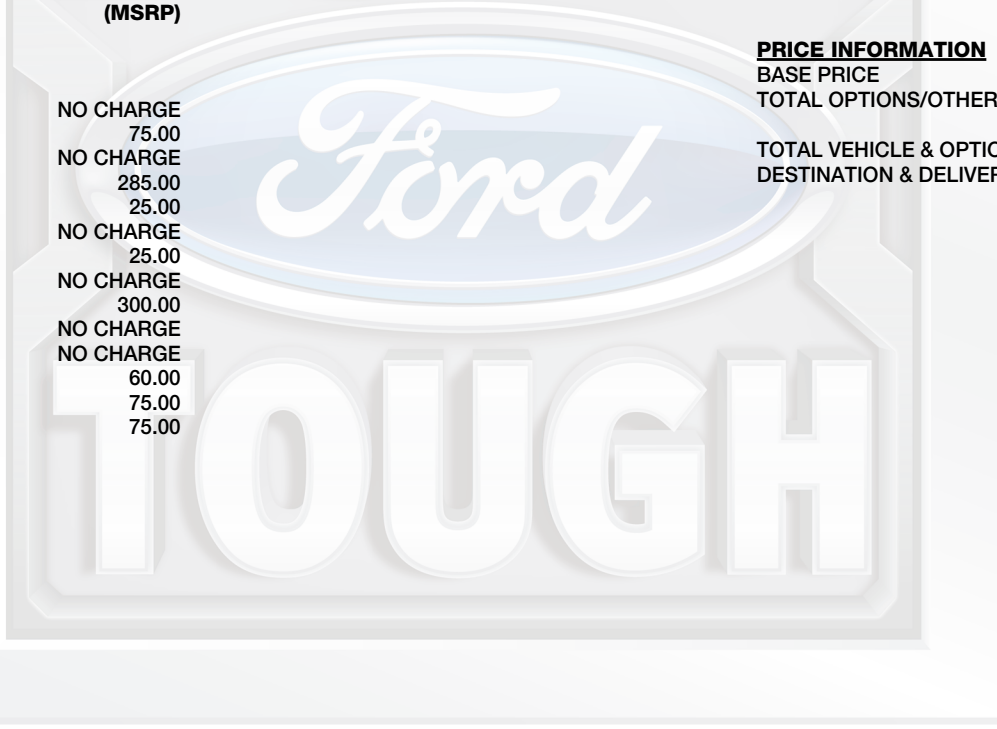 (MSRP)
NO CHARGE
75.00
NO CHARGE
285.00
25.00
NO CHARGE
25.00
NO CHARGE
300.00
NO CHARGE
NO CHARGE
60.00
75.00
75.00
PRICE INFORMATION
BASE PRICE
TOTAL OPTIONS/OTHER
TOTAL VEHICLE & OPTIO
DESTINATION & DELIVER
Ford
TOUGH